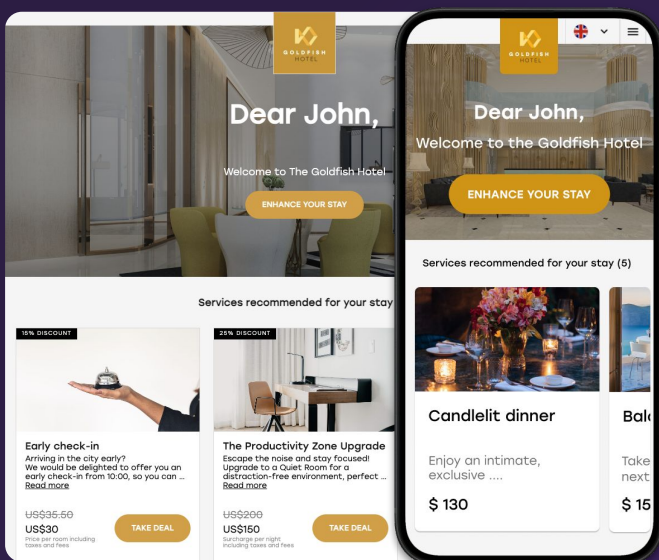 GOLDFISH
HOTEL
Dear John,
Welcome to The Goldfish Hotel
ENHANCE YOUR STAY
Services recommended for your stay
15% DISCOUNT
Early check-in
Arriving in the city early?
We would be delighted to offer you an
early check-in from 10:00, so you can ...
Read more
US$35.50
US$30
Price per room including
taxes and fees
TAKE DEAL
25% DISCOUNT
The Productivity Zone Upgrade
Escape the noise and stay focused!
Upgrade to a Quiet Room for a
distraction-free environment, perfect ...
Read more
US$200
US$150
Surcharge per night
including taxes and fees
TAKE DEAL
GOLDFISH
HOTEL
Dear John,
Welcome to the Goldfish Hotel
ENHANCE YOUR STAY
Services recommended for your stay (5)
Candlelit dinner
Enjoy an intimate,
exclusive ....
$ 130
Balc
Take
next
$ 15